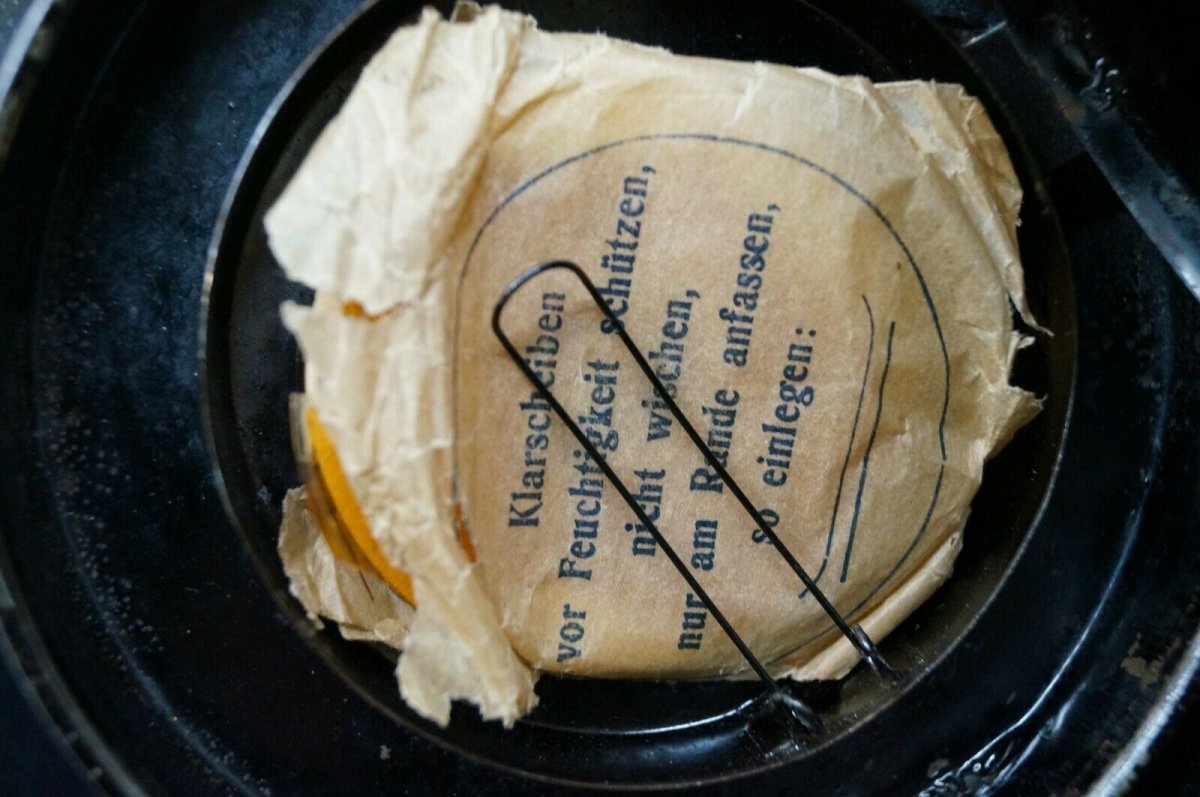 Klarscheiben
vor Feuchtigkeit schützen,
nicht wischen,
nur am Rande anfassen,
so einlegen: